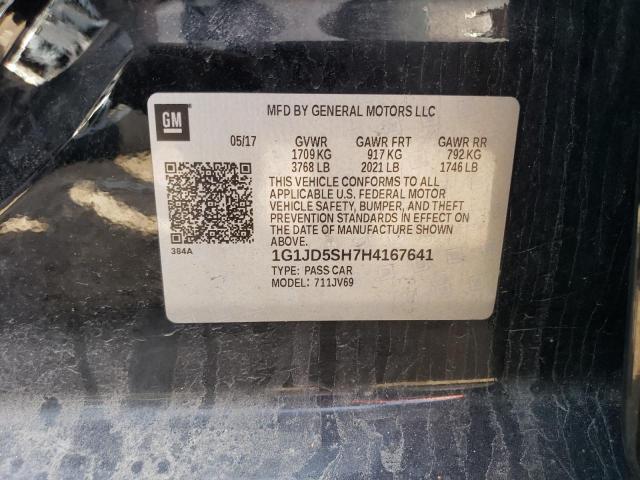 GM
MFD BY GENERAL MOTORS LLC
05/17 GVWR GAWR FRT GAWR RR
1709 KG 917 KG 792 KG
3768 LB 2021 LB 1746 LB
THIS VEHICLE CONFORMS TO ALL
APPLICABLE U.S. FEDERAL MOTOR
VEHICLE SAFETY, BUMPER, AND THEFT
PREVENTION STANDARDS IN EFFECT ON
THE DATE OF MANUFACTURE SHOWN
ABOVE.
384A
1G1JD5SH7H4167641
TYPE: PASS CAR
MODEL: 711JV69